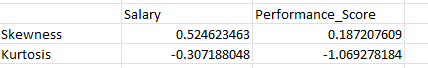 Salary Performance_Score
Skewness 0.524623463 0.187207609
Kurtosis -0.307188048 -1.069278184